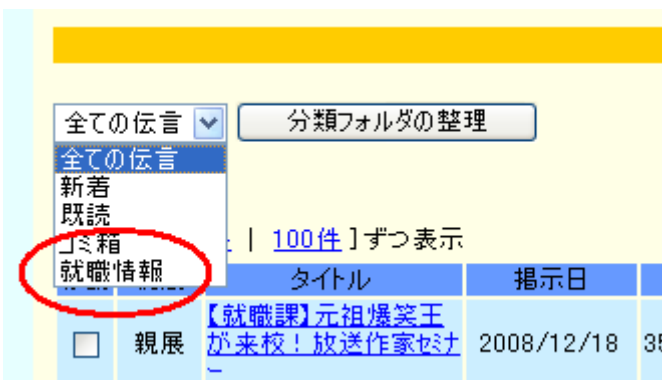 全ての伝言 分類フォルダの整理
全ての伝言
新着
既読
ゴミ箱
就職情報
| 100件 ]ずつ表示
タイトル 掲示日
親展 【就職課】元祖爆笑王
が来校！放送作家セミナ
2008/12/18 35